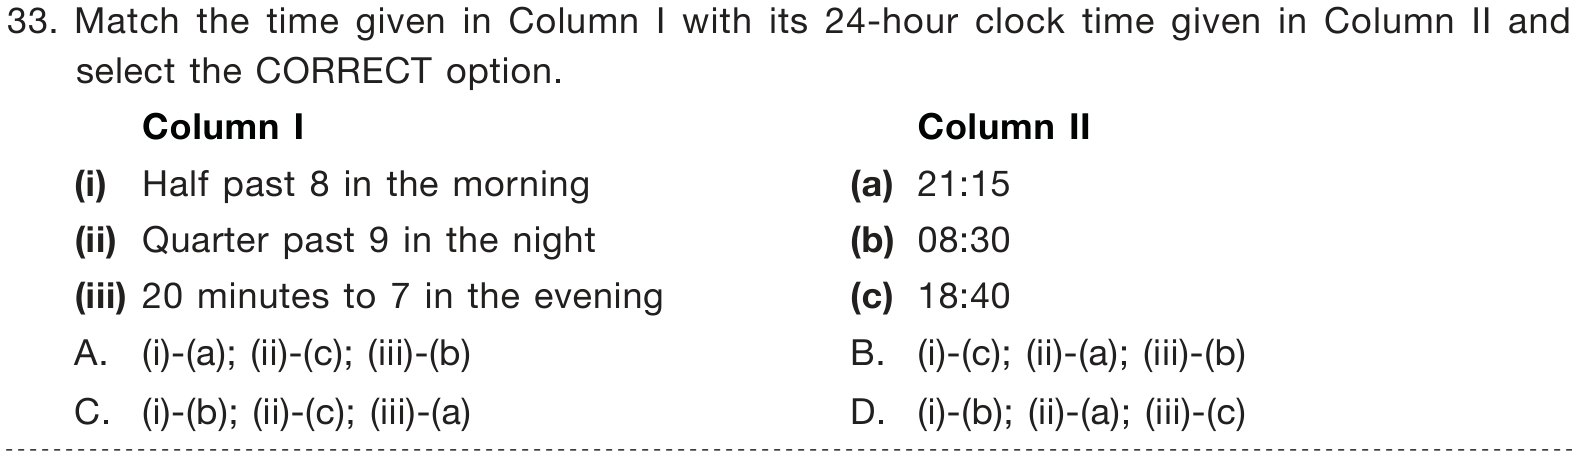 33. Match the time given in Column I with its 24-hour clock time given in Column II and
select the CORRECT option.
Column I Column II
(i) Half past 8 in the morning (a) 21:15
(ii) Quarter past 9 in the night (b) 08:30
(iii) 20 minutes to 7 in the evening (c) 18:40
A. (i)-(a); (ii)-(c); (iii)-(b) B. (i)-(c); (ii)-(a); (iii)-(b)
C. (i)-(b); (ii)-(c); (iii)-(a) D. (i)-(b); (ii)-(a); (iii)-(c)